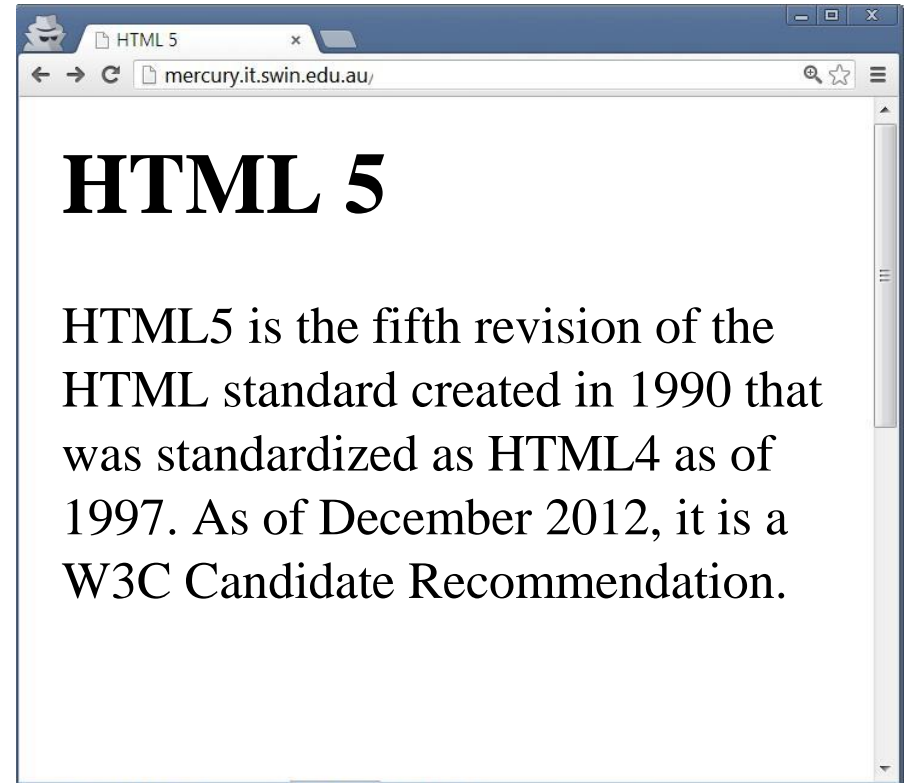 HTML 5
mercury.it.swin.edu.au/
HTML 5
HTML5 is the fifth revision of the
HTML standard created in 1990 that
was standardized as HTML4 as of
1997. As of December 2012, it is a
W3C Candidate Recommendation.